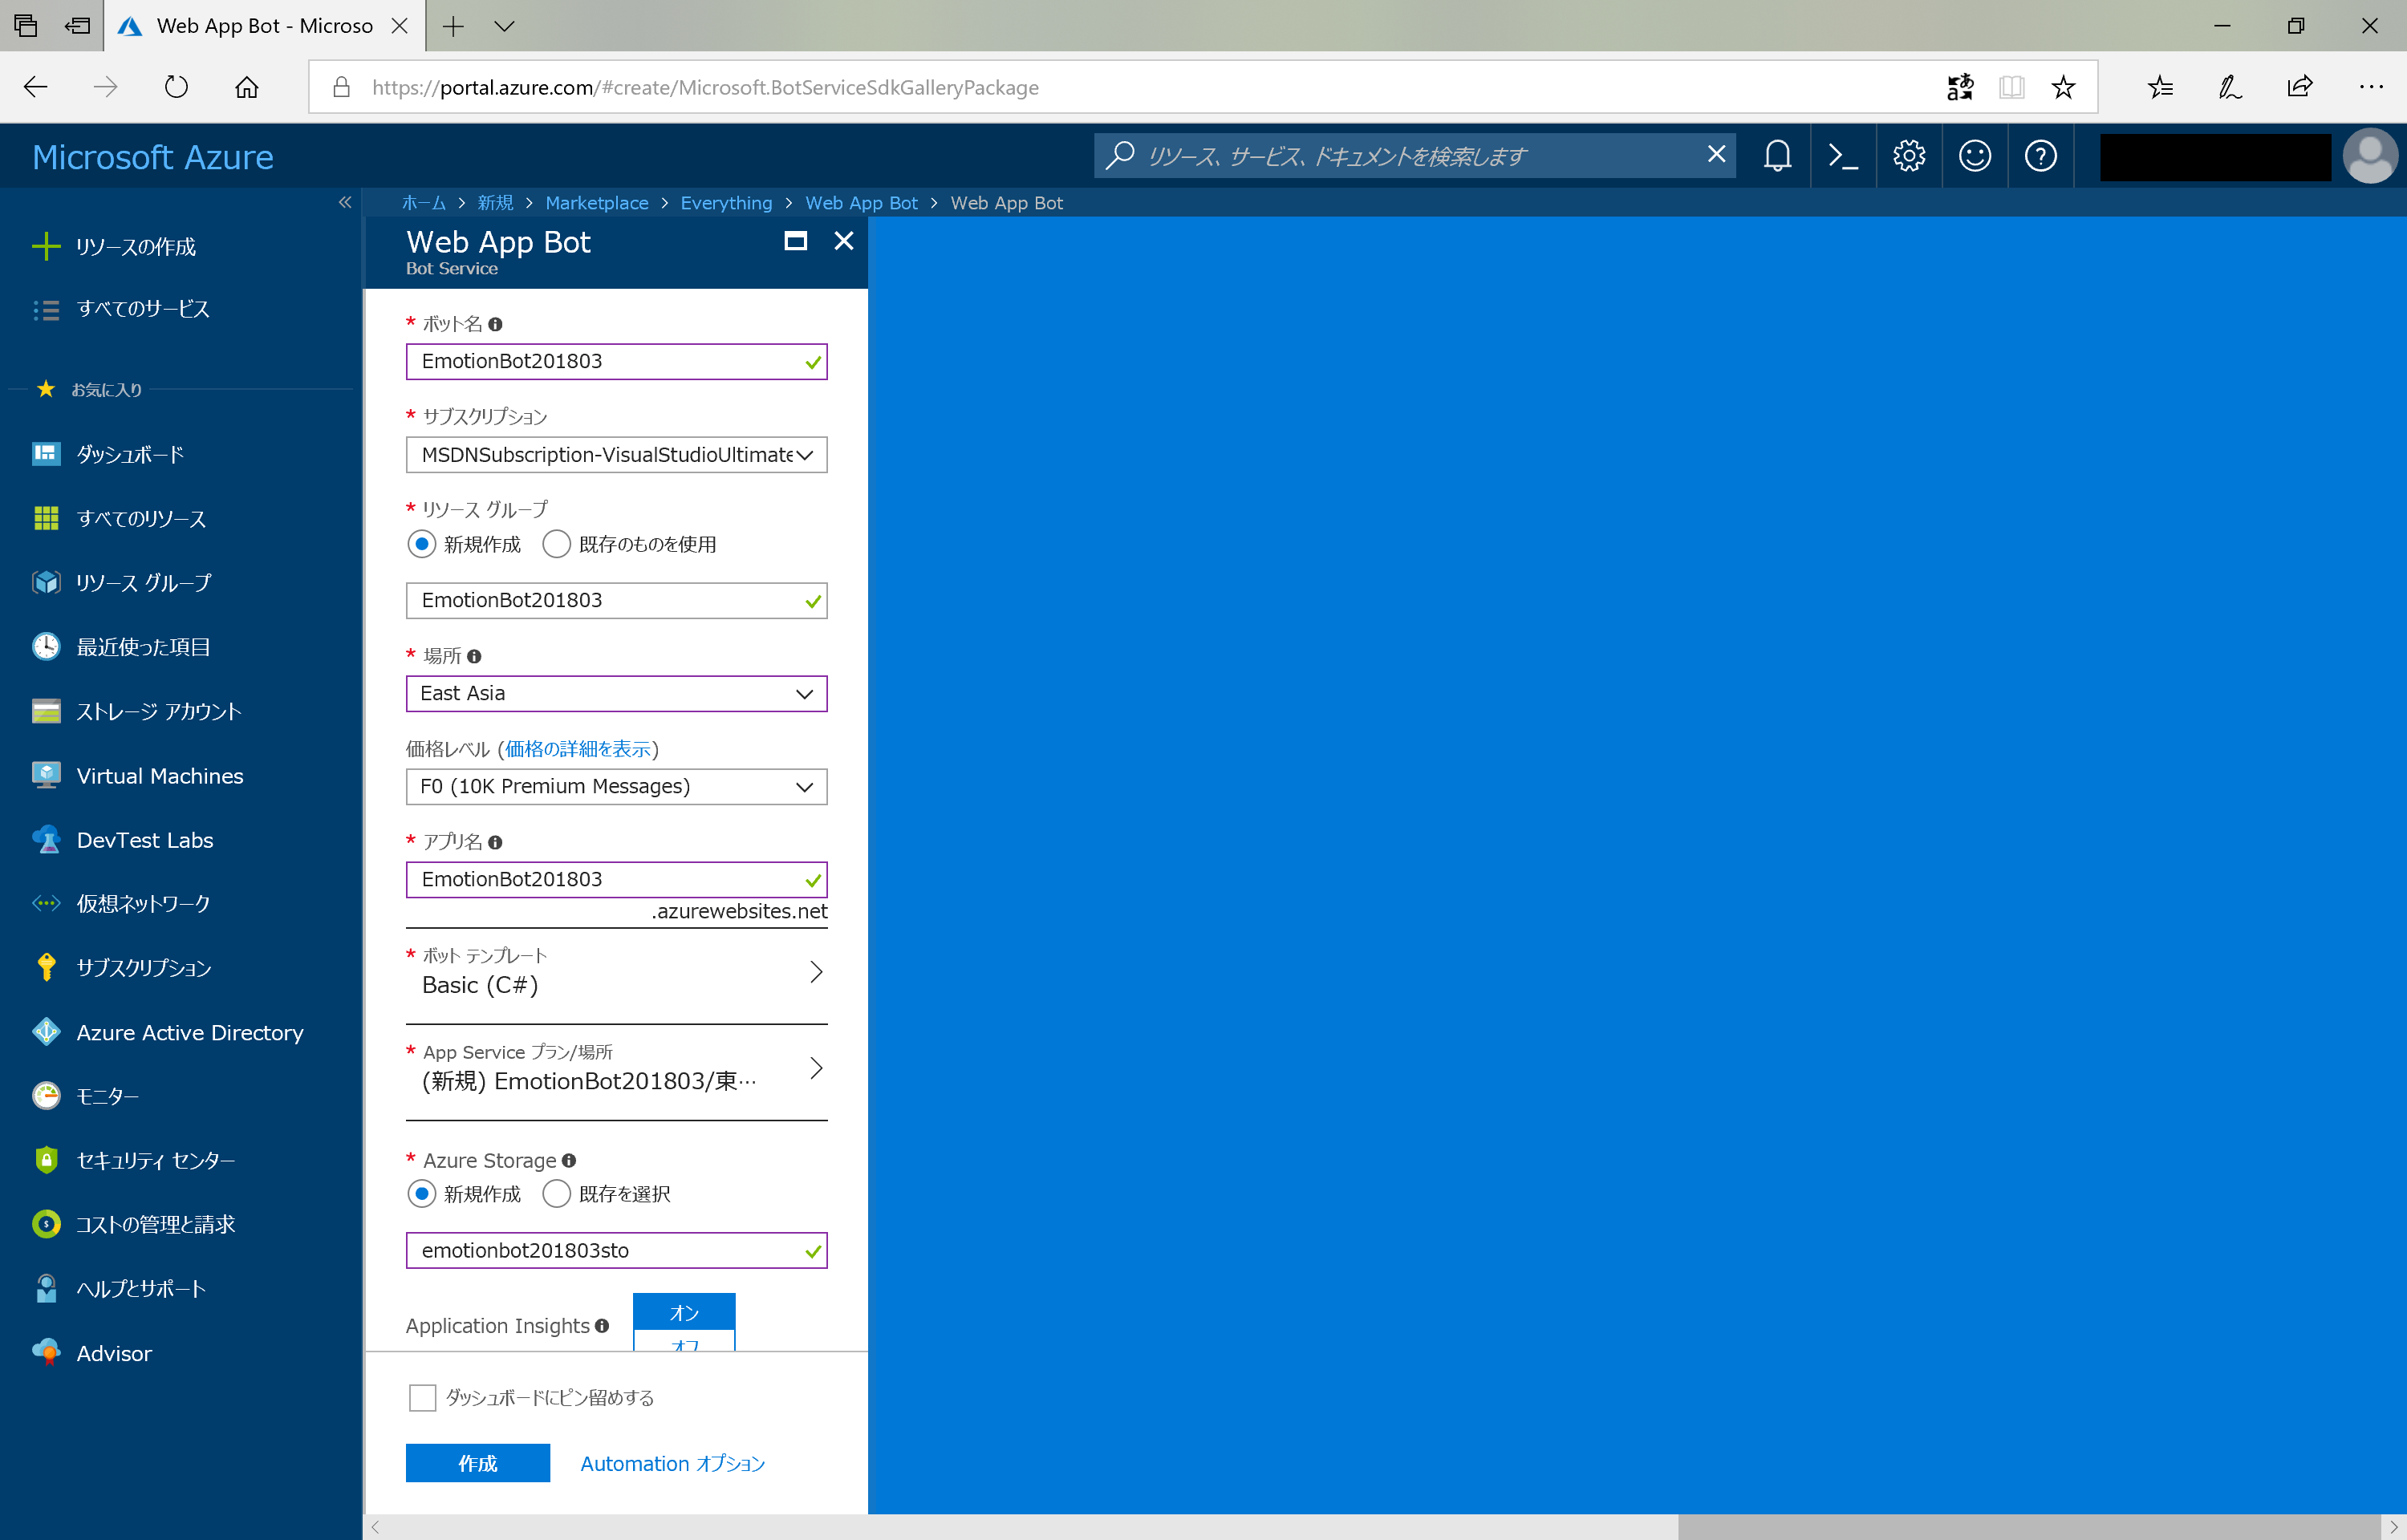 Web App Bot - Microso
https://portal.azure.com/#create/Microsoft.BotServiceSdkGalleryPackage
Microsoft Azure
リソース、サービス、ドキュメントを検索します
ホーム > 新規 > Marketplace > Everything > Web App Bot > Web App Bot
リソースの作成
すべてのサービス
お気に入り
ダッシュボード
すべてのリソース
リソース グループ
最近使った項目
ストレージ アカウント
Virtual Machines
DevTest Labs
仮想ネットワーク
サブスクリプション
Azure Active Directory
モニター
セキュリティ センター
コストの管理と請求
ヘルプとサポート
Advisor
Web App Bot
Bot Service
* ボット名
EmotionBot201803
* サブスクリプション
MSDNSubscription-VisualStudioUltimate
* リソース グループ
新規作成 既存のものを使用
EmotionBot201803
* 場所
East Asia
価格レベル (価格の詳細を表示)
F0 (10K Premium Messages)
* アプリ名
EmotionBot201803
.azurewebsites.net
* ボット テンプレート
Basic (C#)
* App Service プラン/場所
(新規) EmotionBot201803/東…
* Azure Storage
新規作成 既存を選択
emotionbot201803sto
Application Insights
オン
オフ
ダッシュボードにピン留めする
作成 Automation オプション